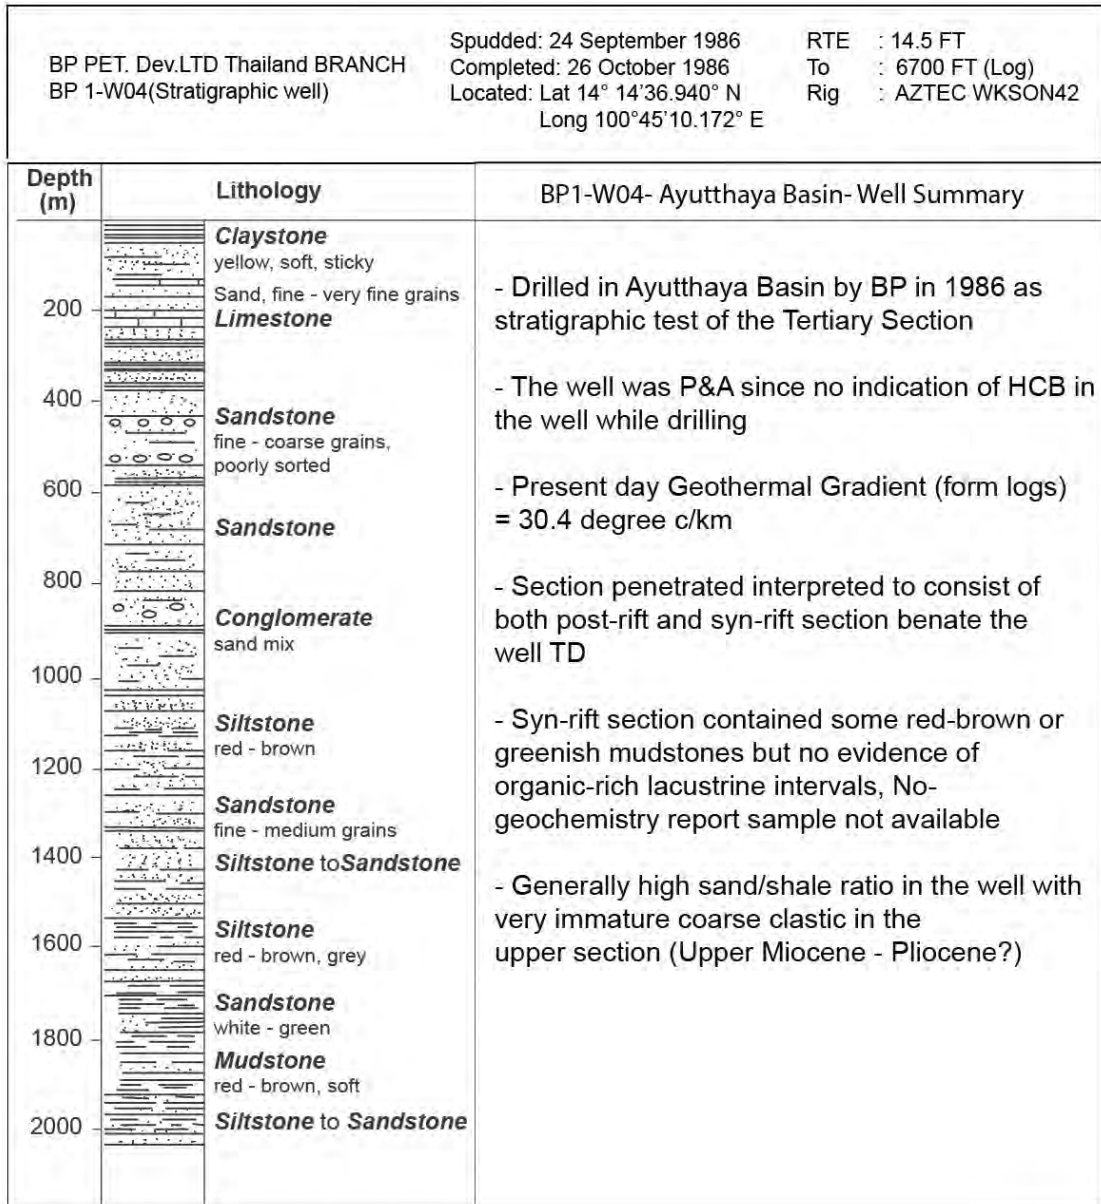 BP PET. Dev.LTD Thailand BRANCH
BP 1-W04(Stratigraphic well)
Spudded: 24 September 1986
Completed: 26 October 1986
Located: Lat 14° 14'36.940° N
Long 100°45'10.172° E
RTE : 14.5 FT
To : 6700 FT (Log)
Rig : AZTEC WKSON42
Depth
(m)
Lithology
BP1-W04- Ayutthaya Basin- Well Summary
200
400
600
800
1000
1200
1400
1600
1800
2000
Claystone
yellow, soft, sticky
Sand, fine - very fine grains
Limestone
Sandstone
fine - coarse grains,
poorly sorted
Sandstone
Conglomerate
sand mix
Siltstone
red - brown
Sandstone
fine - medium grains
Siltstone toSandstone
Siltstone
red - brown, grey
Sandstone
white - green
Mudstone
red - brown, soft
Siltstone to Sandstone
- Drilled in Ayutthaya Basin by BP in 1986 as
stratigraphic test of the Tertiary Section
- The well was P&A since no indication of HCB in
the well while drilling
- Present day Geothermal Gradient (form logs)
= 30.4 degree c/km
- Section penetrated interpreted to consist of
both post-rift and syn-rift section benate the
well TD
- Syn-rift section contained some red-brown or
greenish mudstones but no evidence of
organic-rich lacustrine intervals, No-
geochemistry report sample not available
- Generally high sand/shale ratio in the well with
very immature coarse clastic in the
upper section (Upper Miocene - Pliocene?)